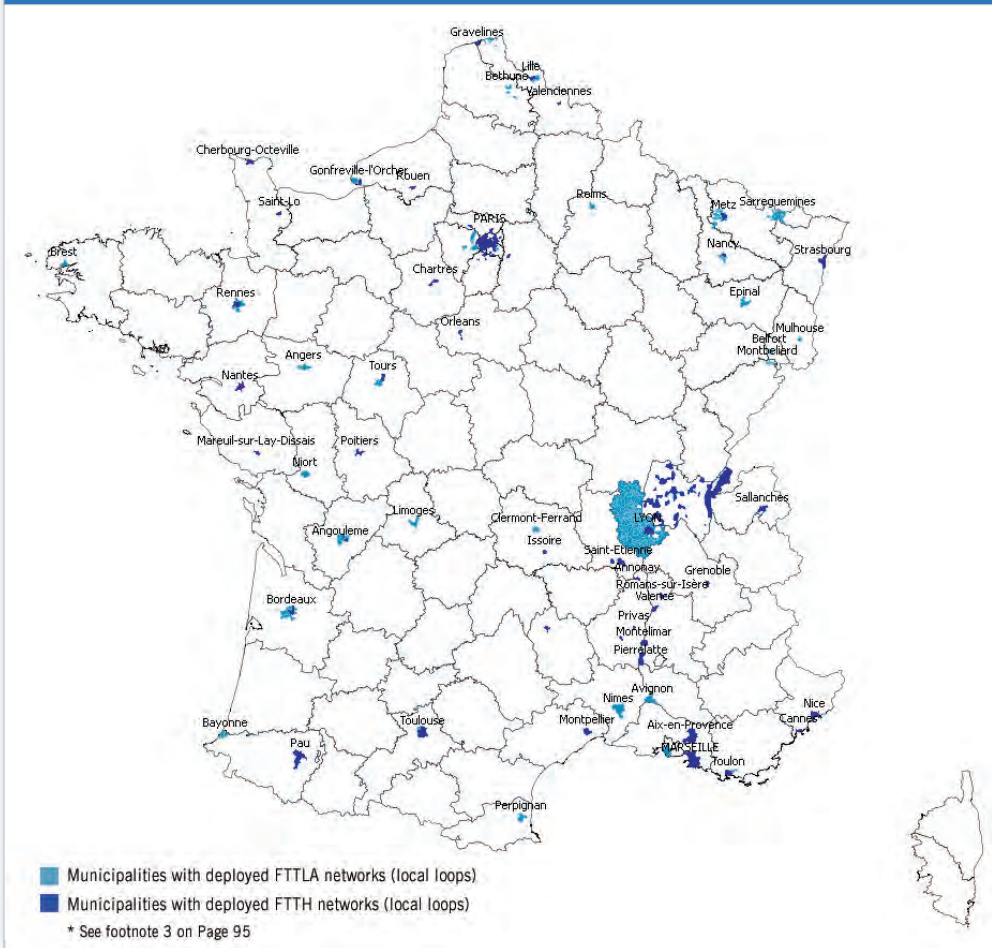 Gravelines
Lille
Bethune
Valenciennes
Cherbourg-Octeville
Gonfreville-l'Orcher
Rouen
Saint-Lo
Reims
Metz
Sarreguemines
PARIS
Nancy
Strasbourg
Brest
Chartres
Rennes
Epinal
Orleans
Mulhouse
Belfort
Montbeliard
Angers
Tours
Nantes
Mareuil-sur-Lay-Dissais
Poitiers
Niort
Sallanches
Limoges
Clermont-Ferrand
LYON
Angouleme
Issoire
Saint-Etienne
Annonay
Grenoble
Romans-sur-Isère
Valence
Bordeaux
Privas
Montelimar
Pierrelatte
Avignon
Nimes
Nice
Bayonne
Toulouse
Montpellier
Aix-en-Provence
Cannes
Pau
MARSEILLE
Toulon
Perpignan
Municipalities with deployed FTTLA networks (local loops)
Municipalities with deployed FTTH networks (local loops)
* See footnote 3 on Page 95